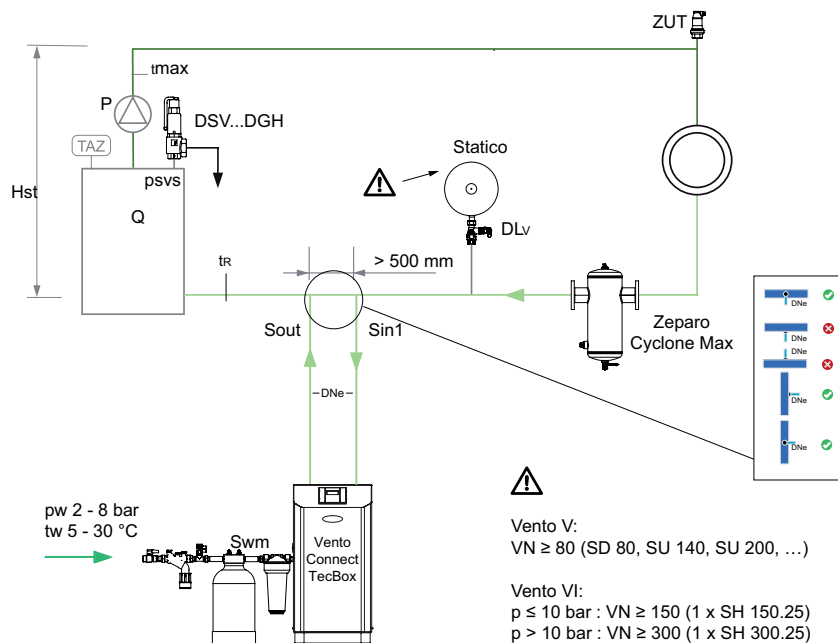 ZUT
tmax
P
DSV...DGH
TAZ
psvs
Statico
Hst
Q
DLv
tR
> 500 mm
Sout
Sin1
Zeparo
Cyclone Max
DNe
DNe
DNe
DNe
DNe
DNe
pw 2 - 8 bar
tw 5 - 30 °C
Swm
Vento
Connect
TecBox
Vento V:
VN ≥ 80 (SD 80, SU 140, SU 200, …)
Vento VI:
p ≤ 10 bar : VN ≥ 150 (1 x SH 150.25)
p > 10 bar : VN ≥ 300 (1 x SH 300.25)